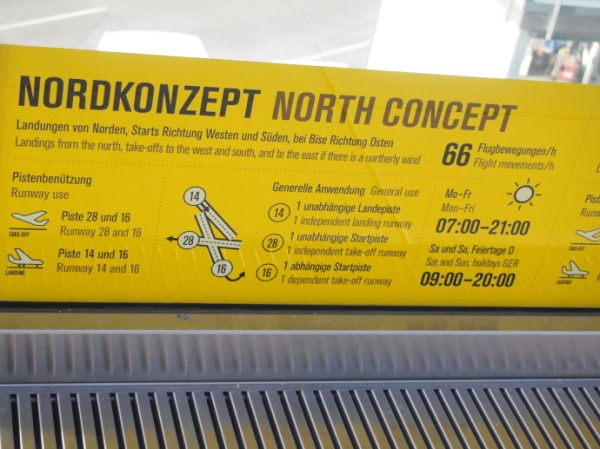 NORDKONZEPT NORTH CONCEPT
Landungen von Norden, Starts Richtung Westen und Süden, bei Bise Richtung Osten
Landings from the north, take-offs to the west and south, and to the east if there is a northerly wind
66 Flugbewegungen/h
Flight movements/h
Pistenbenützung
Runway use
TAKE-OFF
Piste 28 und 16
Runway 28 and 16
LANDING
Piste 14 und 16
Runway 14 and 16
14
28
16
Generelle Anwendung General use
14 1 unabhängige Landepiste
1 independent landing runway
28 1 unabhängige Startpiste
1 independent take-off runway
16 1 abhängige Startpiste
1 dependent take-off runway
Mo-Fr
Mon-Fri
07:00-21:00
Sa und So, Feiertage D
Sat and Son, holidays GER
09:00-20:00
TAKE-OFF
LANDING